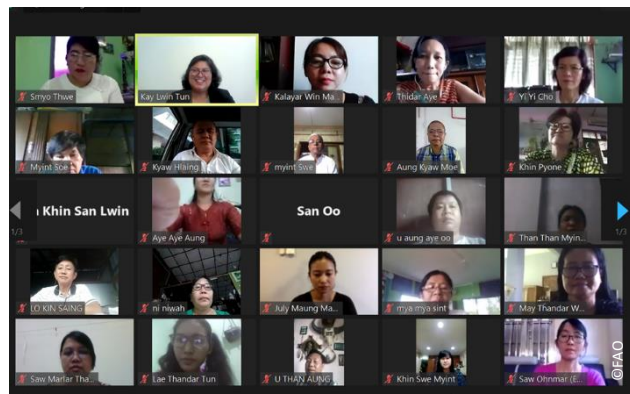 Smyo Thwe
Kay Lwin Tun
Kalayar Win Ma...
Thidar Aye
Yi Yi Cho
Myint Soe
Kyaw Hlaing
myint Swe
Aung Kyaw Moe
Khin Pyone
Khin San Lwin
1/3
Aye Aye Aung
San Oo
u aung aye oo
Than Than Myin...
1/3
LO KIN SAING
ni niwah
July Maung Ma...
mya mya sint
May Thandar W...
Saw Marlar Tha...
Lae Thandar Tun
U THAN AUNG
Khin Swe Myint
Saw Ohnmar (E...
©FAO